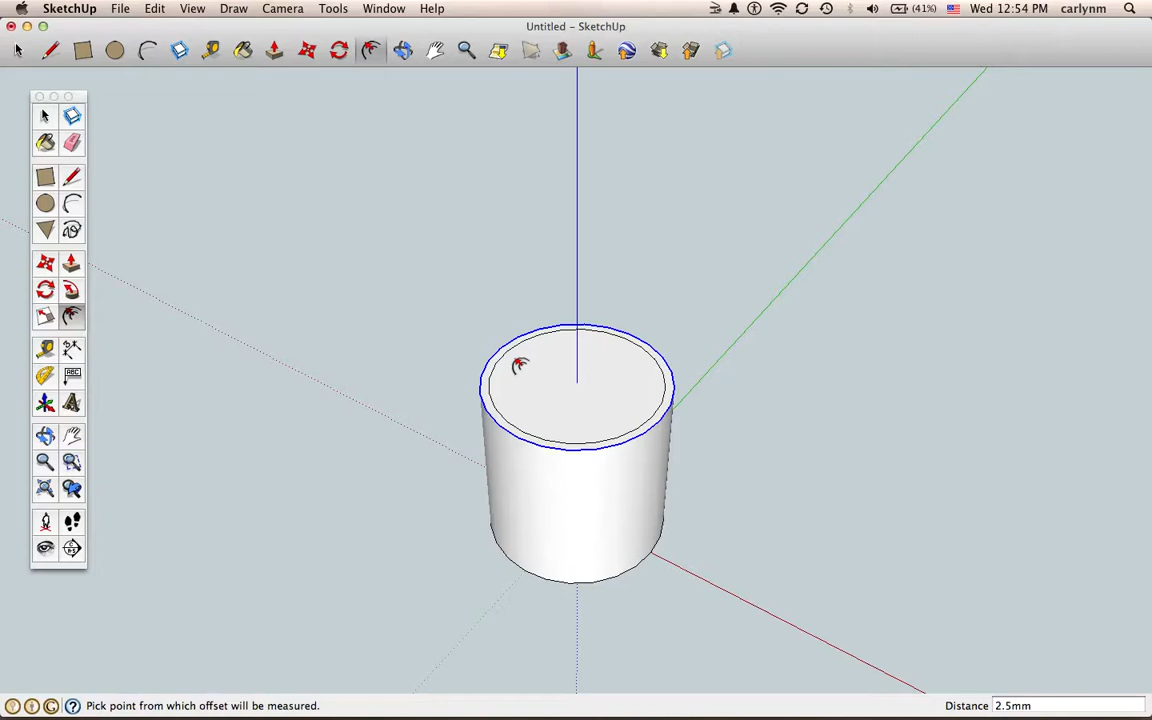 SketchUp File Edit View Draw Camera Tools Window Help (41%) Wed 12:54 PM carlynm
Untitled – SketchUp
ABC
A
Pick point from which offset will be measured. Distance 2.5mm